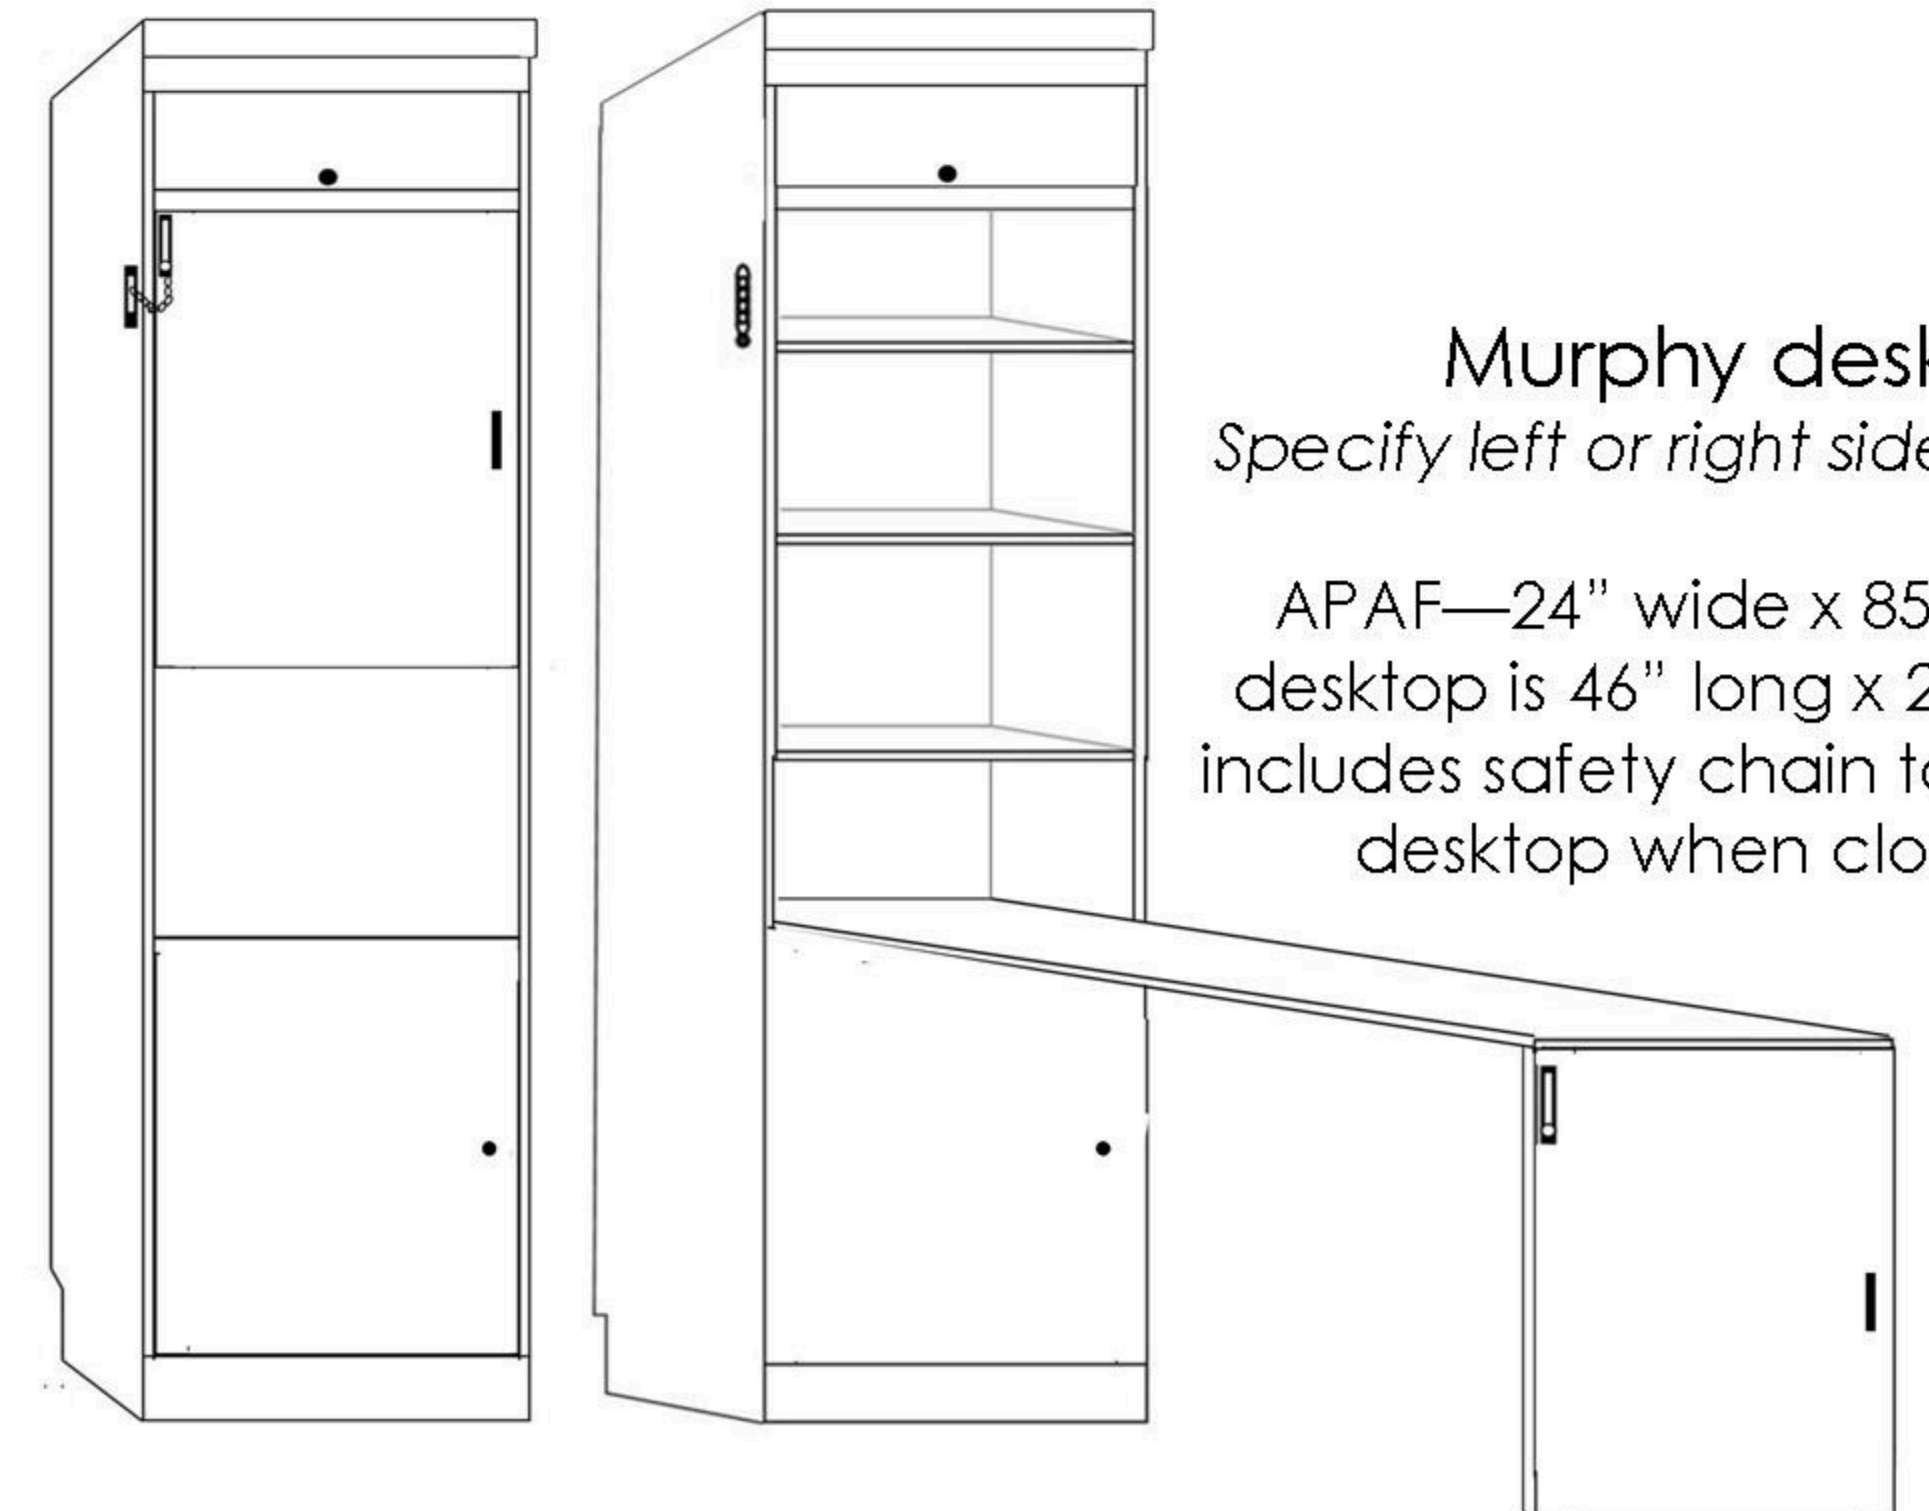 Murphy desk
Specify left or right side
APAF—24” wide x 85
desktop is 46” long x 2
includes safety chain to
desktop when clo